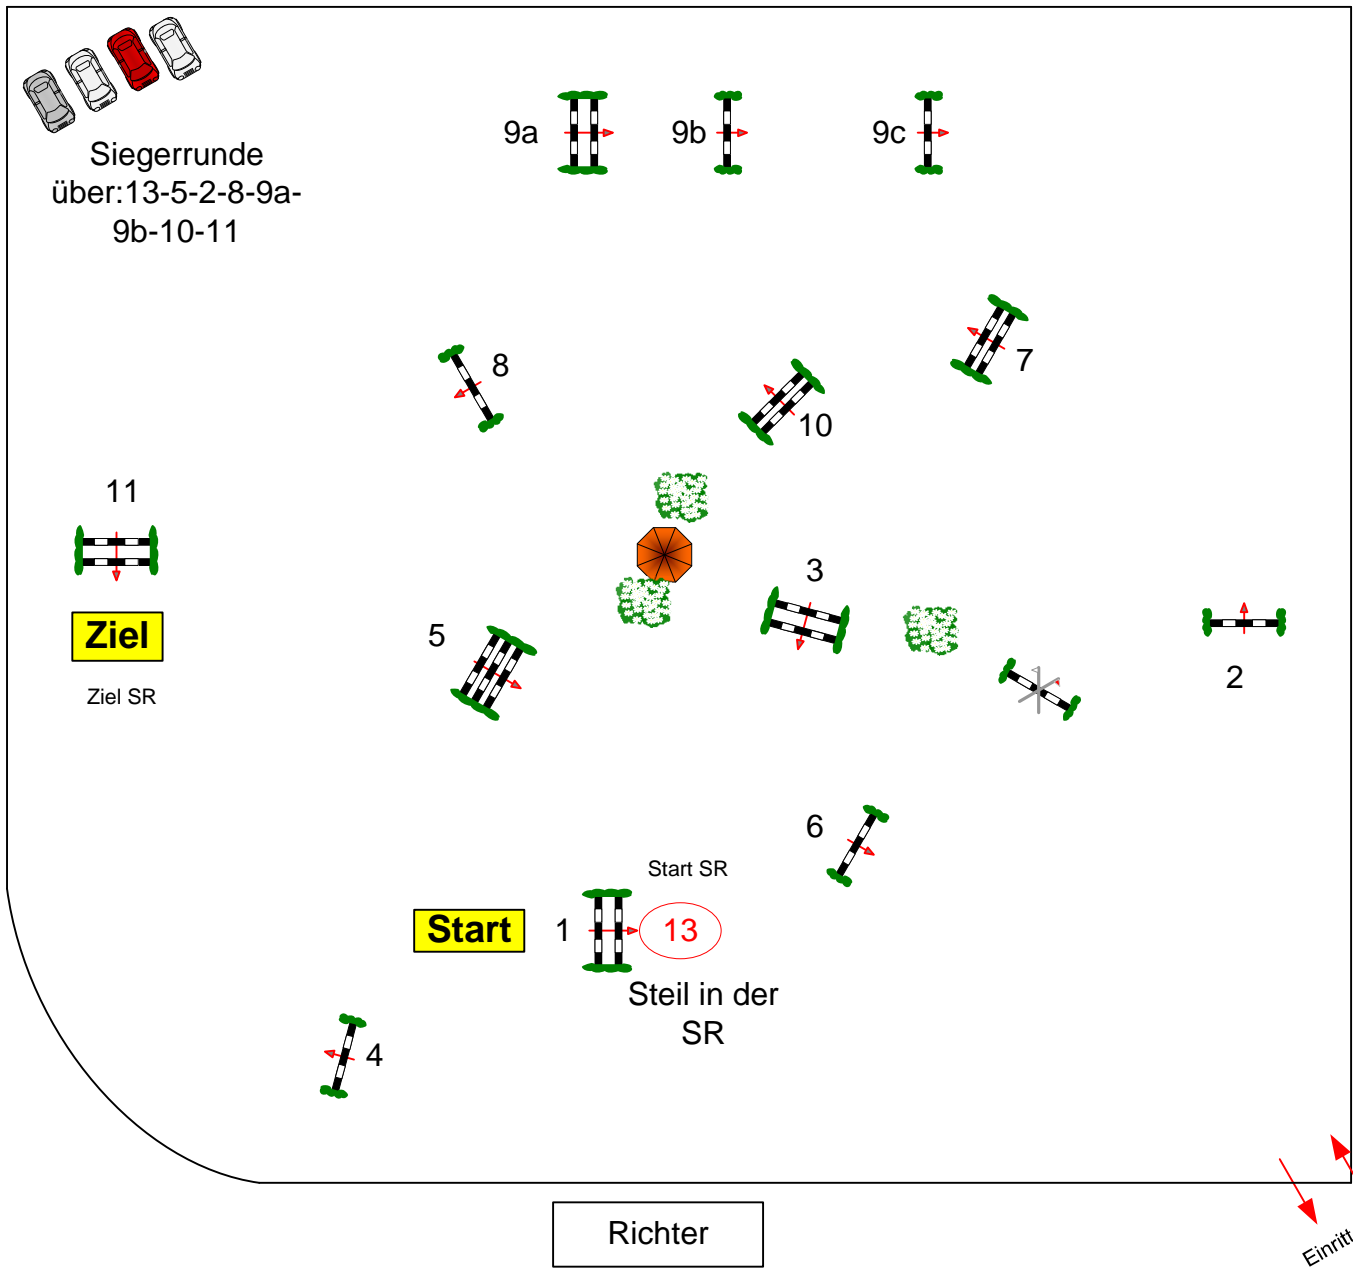 9a
9b
9c
Siegerrunde
über:13-5-2-8-9a-
9b-10-11
8
7
10
11
3
Ziel
5
2
Ziel SR
6
Start SR
Start
1
13
Steil in der
SR
4
Richter
Einritt